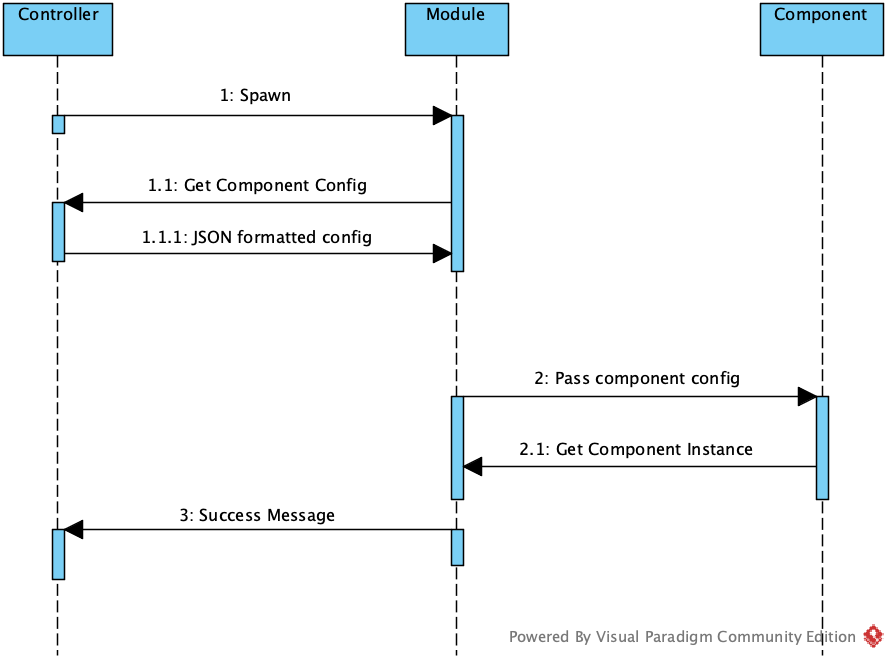 Controller
Module
Component
1: Spawn
1.1: Get Component Config
1.1.1: JSON formatted config
2: Pass component config
2.1: Get Component Instance
3: Success Message
Powered By Visual Paradigm Community Edition